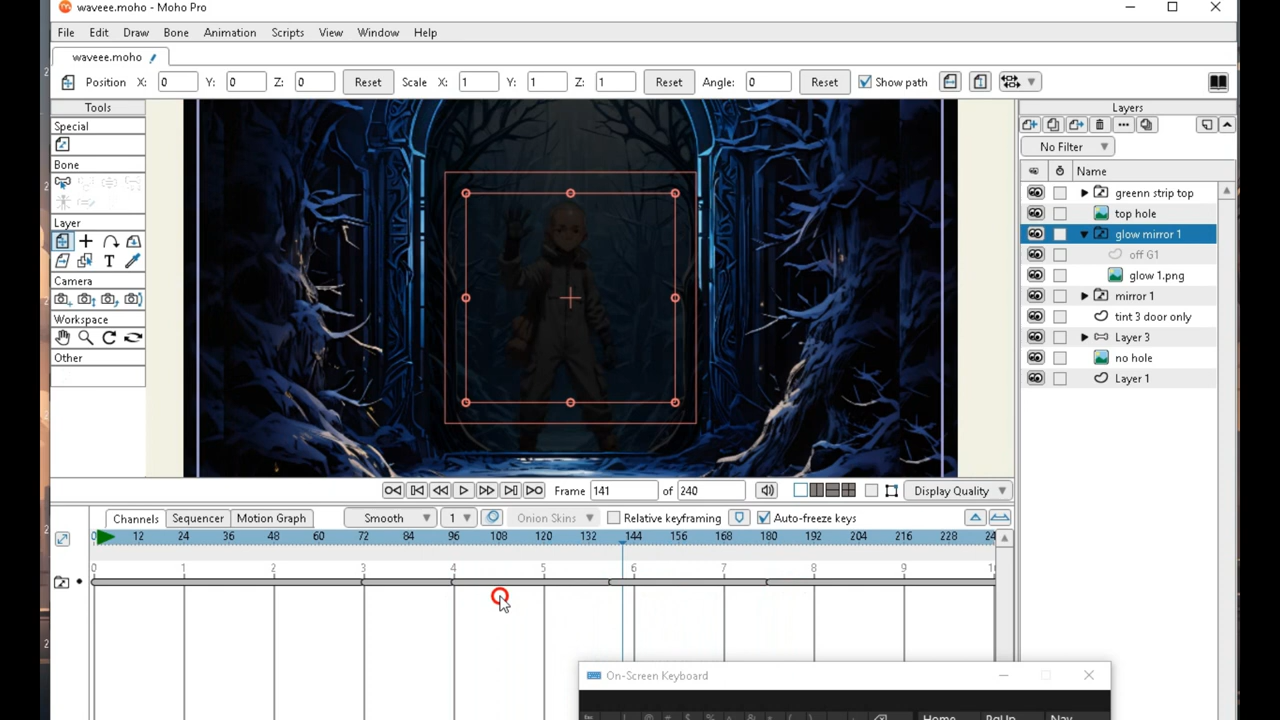 waveee.moho - Moho Pro
File Edit Draw Bone Animation Scripts View Window Help
waveee.moho
Position X: 0 Y: 0 Z: 0 Reset Scale X: 1 Y: 1 Z: 1 Reset Angle: 0 Reset Show path
Tools
Special
Bone
Layer
Camera
Workspace
Other
Layers
No Filter
Name
greenn strip top
top hole
glow mirror 1
off G1
glow 1.png
mirror 1
tint 3 door only
Layer 3
no hole
Layer 1
Frame 141 of 240 Display Quality
Channels Sequencer Motion Graph Smooth 1 Onion Skins Relative keyframing Auto-freeze keys
0 12 24 36 48 60 72 84 96 108 120 132 144 156 168 180 192 204 216 228
0 1 2 3 4 5 6 7 8 9
On-Screen Keyboard
Home PgUp Nav